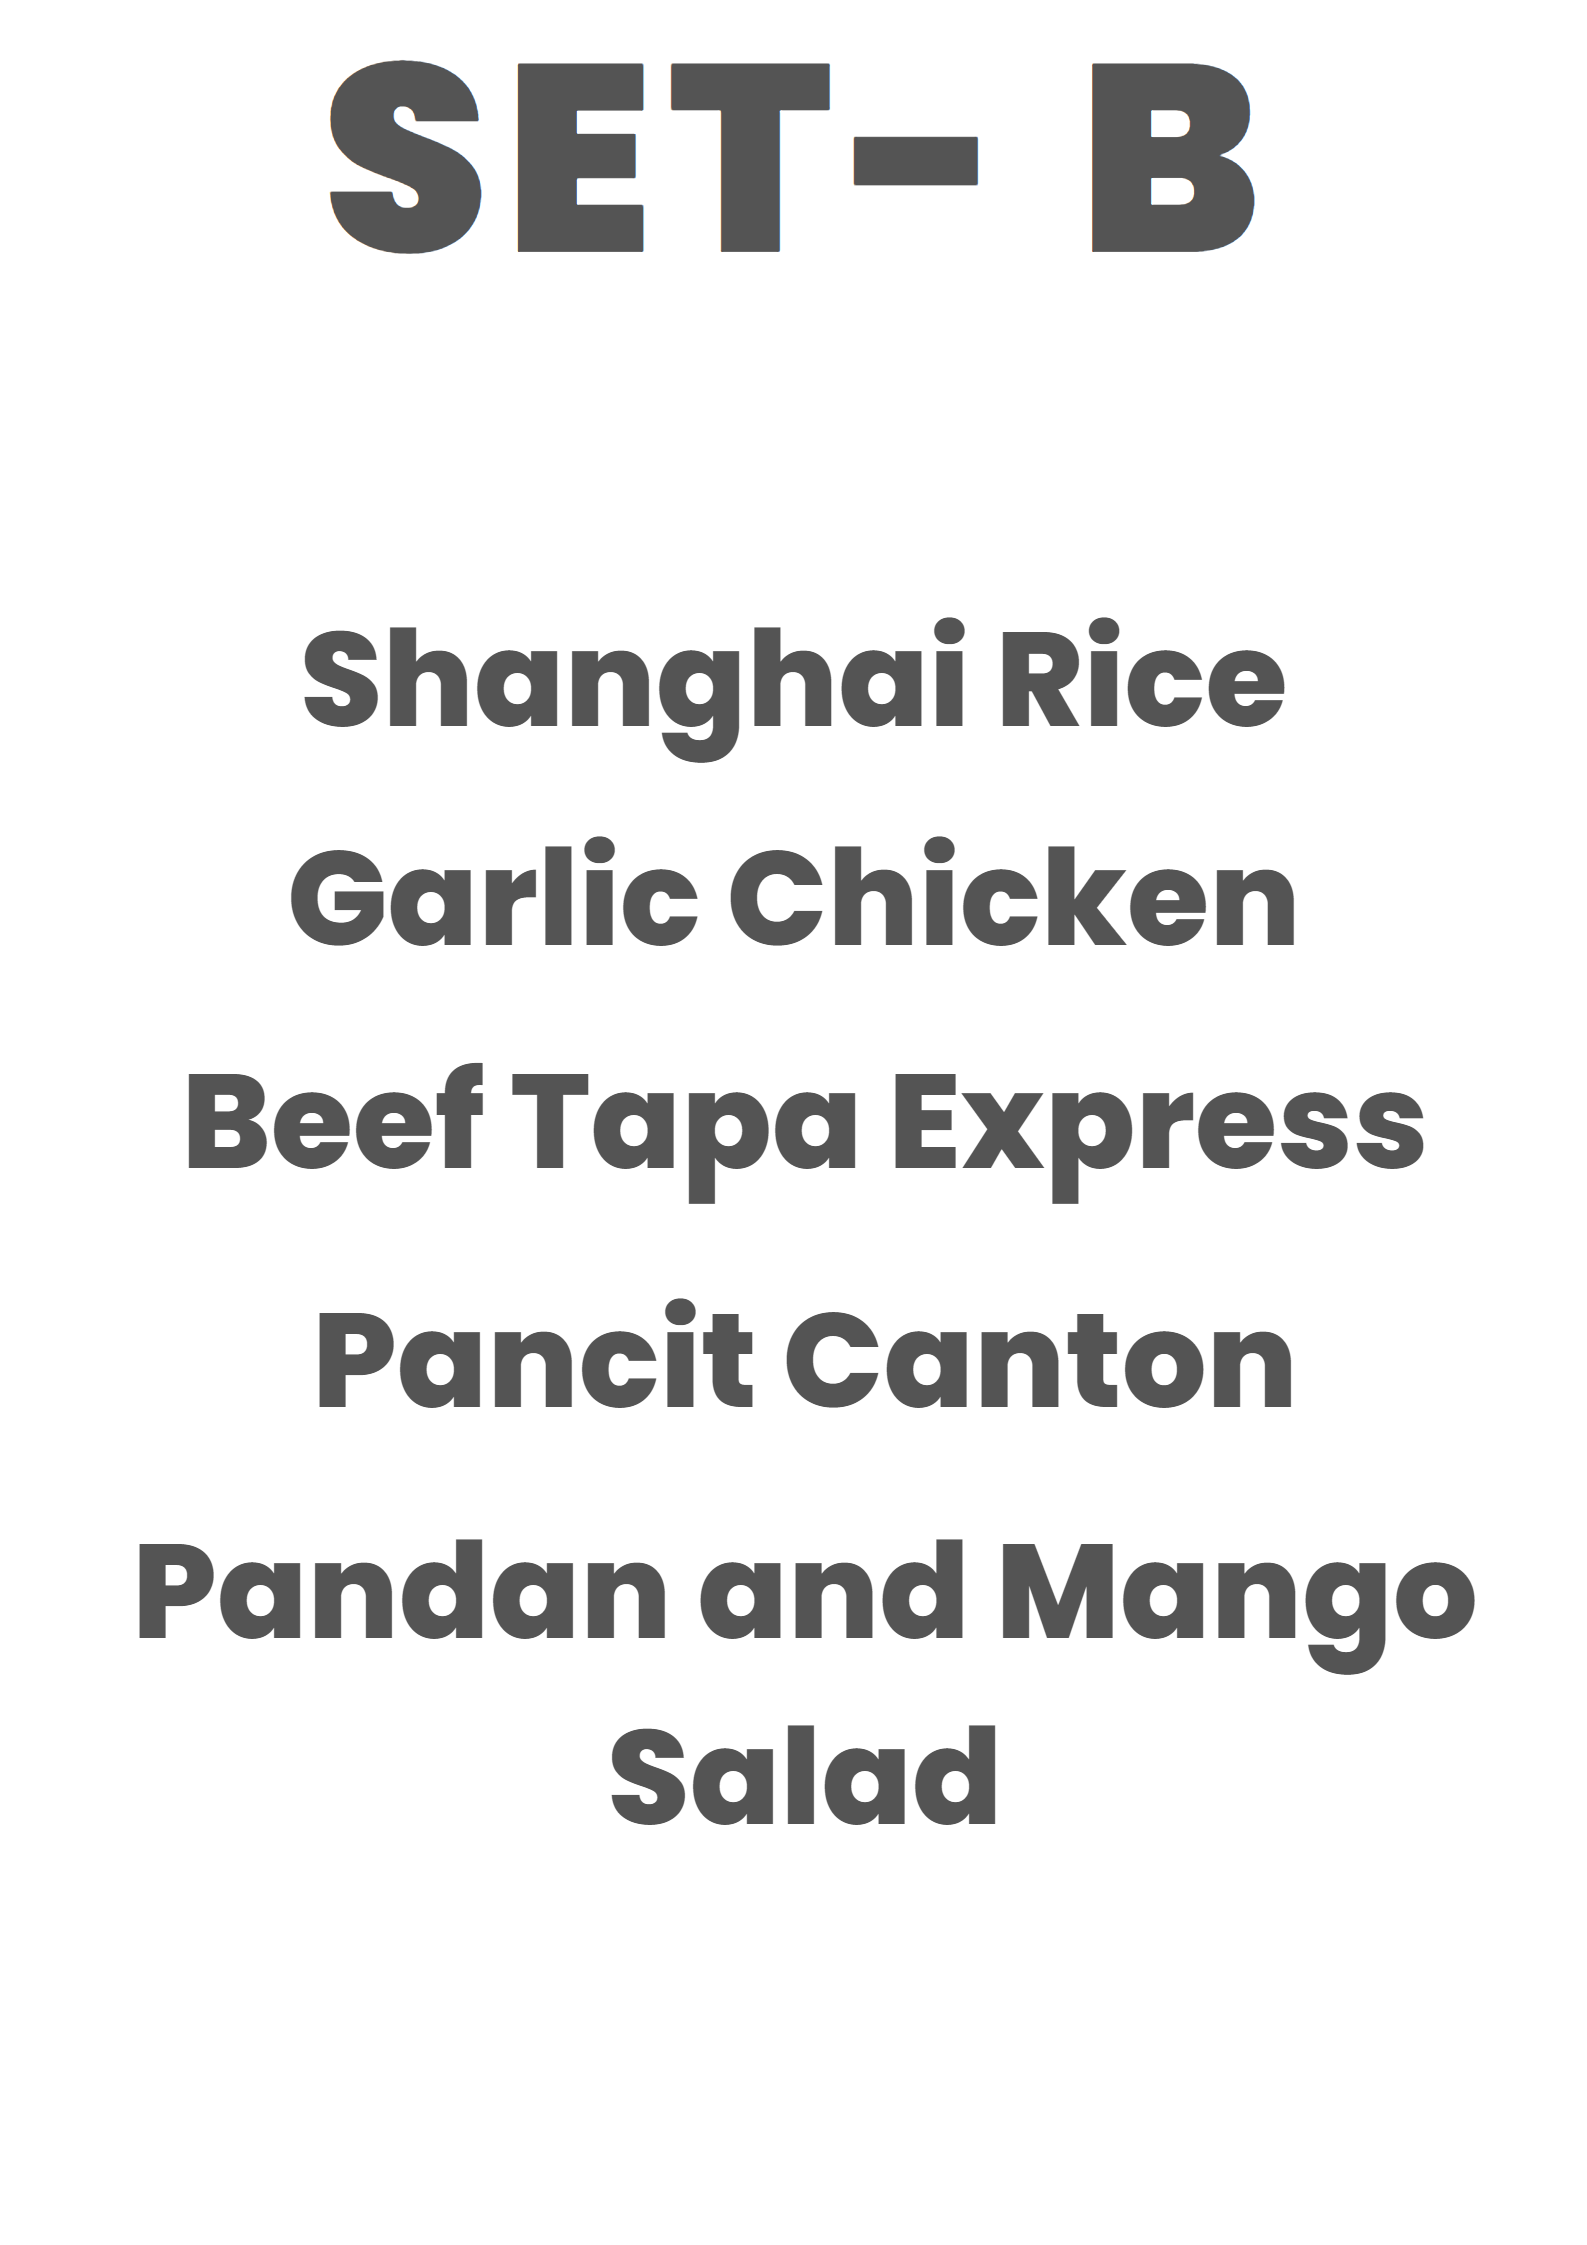 SET- B
Shanghai Rice
Garlic Chicken
Beef Tapa Express
Pancit Canton
Pandan and Mango
Salad